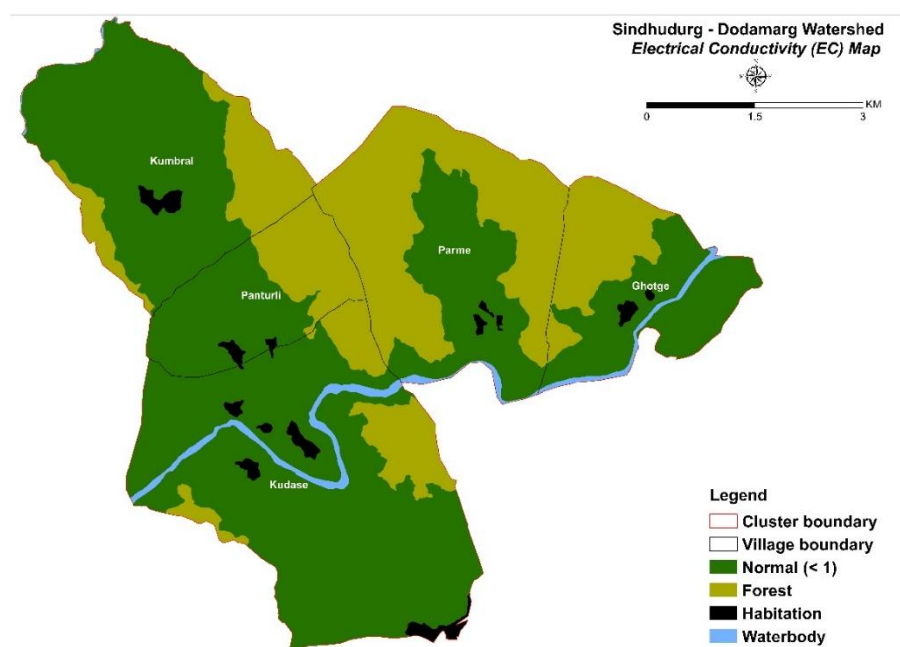 Sindhudurg - Dodamarg Watershed
Electrical Conductivity (EC) Map
KM
0 1.5 3
Kumbral
Parme
Ghotge
Panturli
Kudase
Legend
Cluster boundary
Village boundary
Normal (< 1)
Forest
Habitation
Waterbody